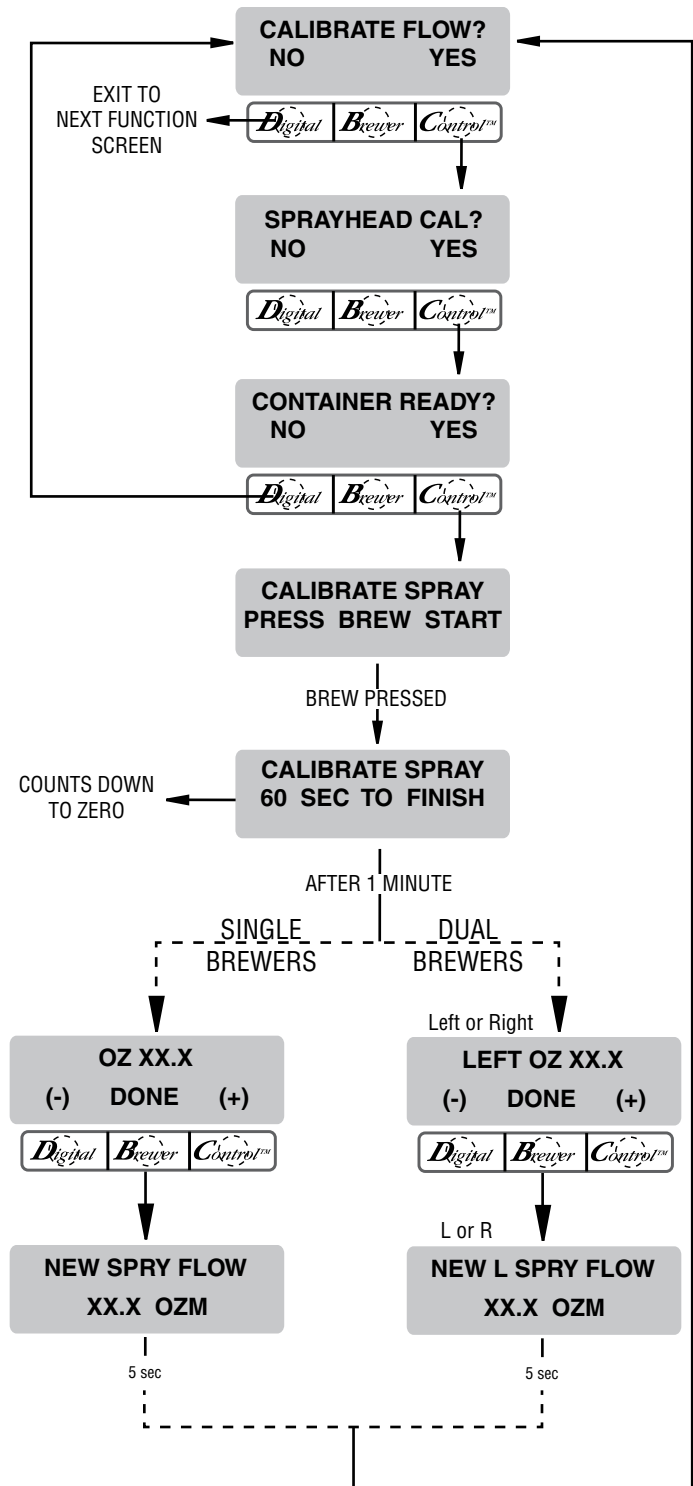 CALIBRATE FLOW?
NO YES
EXIT TO
NEXT FUNCTION
SCREEN
Digital Brewer Control™
SPRAYHEAD CAL?
NO YES
Digital Brewer Control™
CONTAINER READY?
NO YES
Digital Brewer Control™
CALIBRATE SPRAY
PRESS BREW START
BREW PRESSED
CALIBRATE SPRAY
60 SEC TO FINISH
COUNTS DOWN
TO ZERO
AFTER 1 MINUTE
SINGLE
BREWERS
DUAL
BREWERS
OZ XX.X
(-) DONE (+)
Digital Brewer Control™
NEW SPRY FLOW
XX.X OZM
5 sec
Left or Right
LEFT OZ XX.X
(-) DONE (+)
Digital Brewer Control™
L or R
NEW L SPRY FLOW
XX.X OZM
5 sec